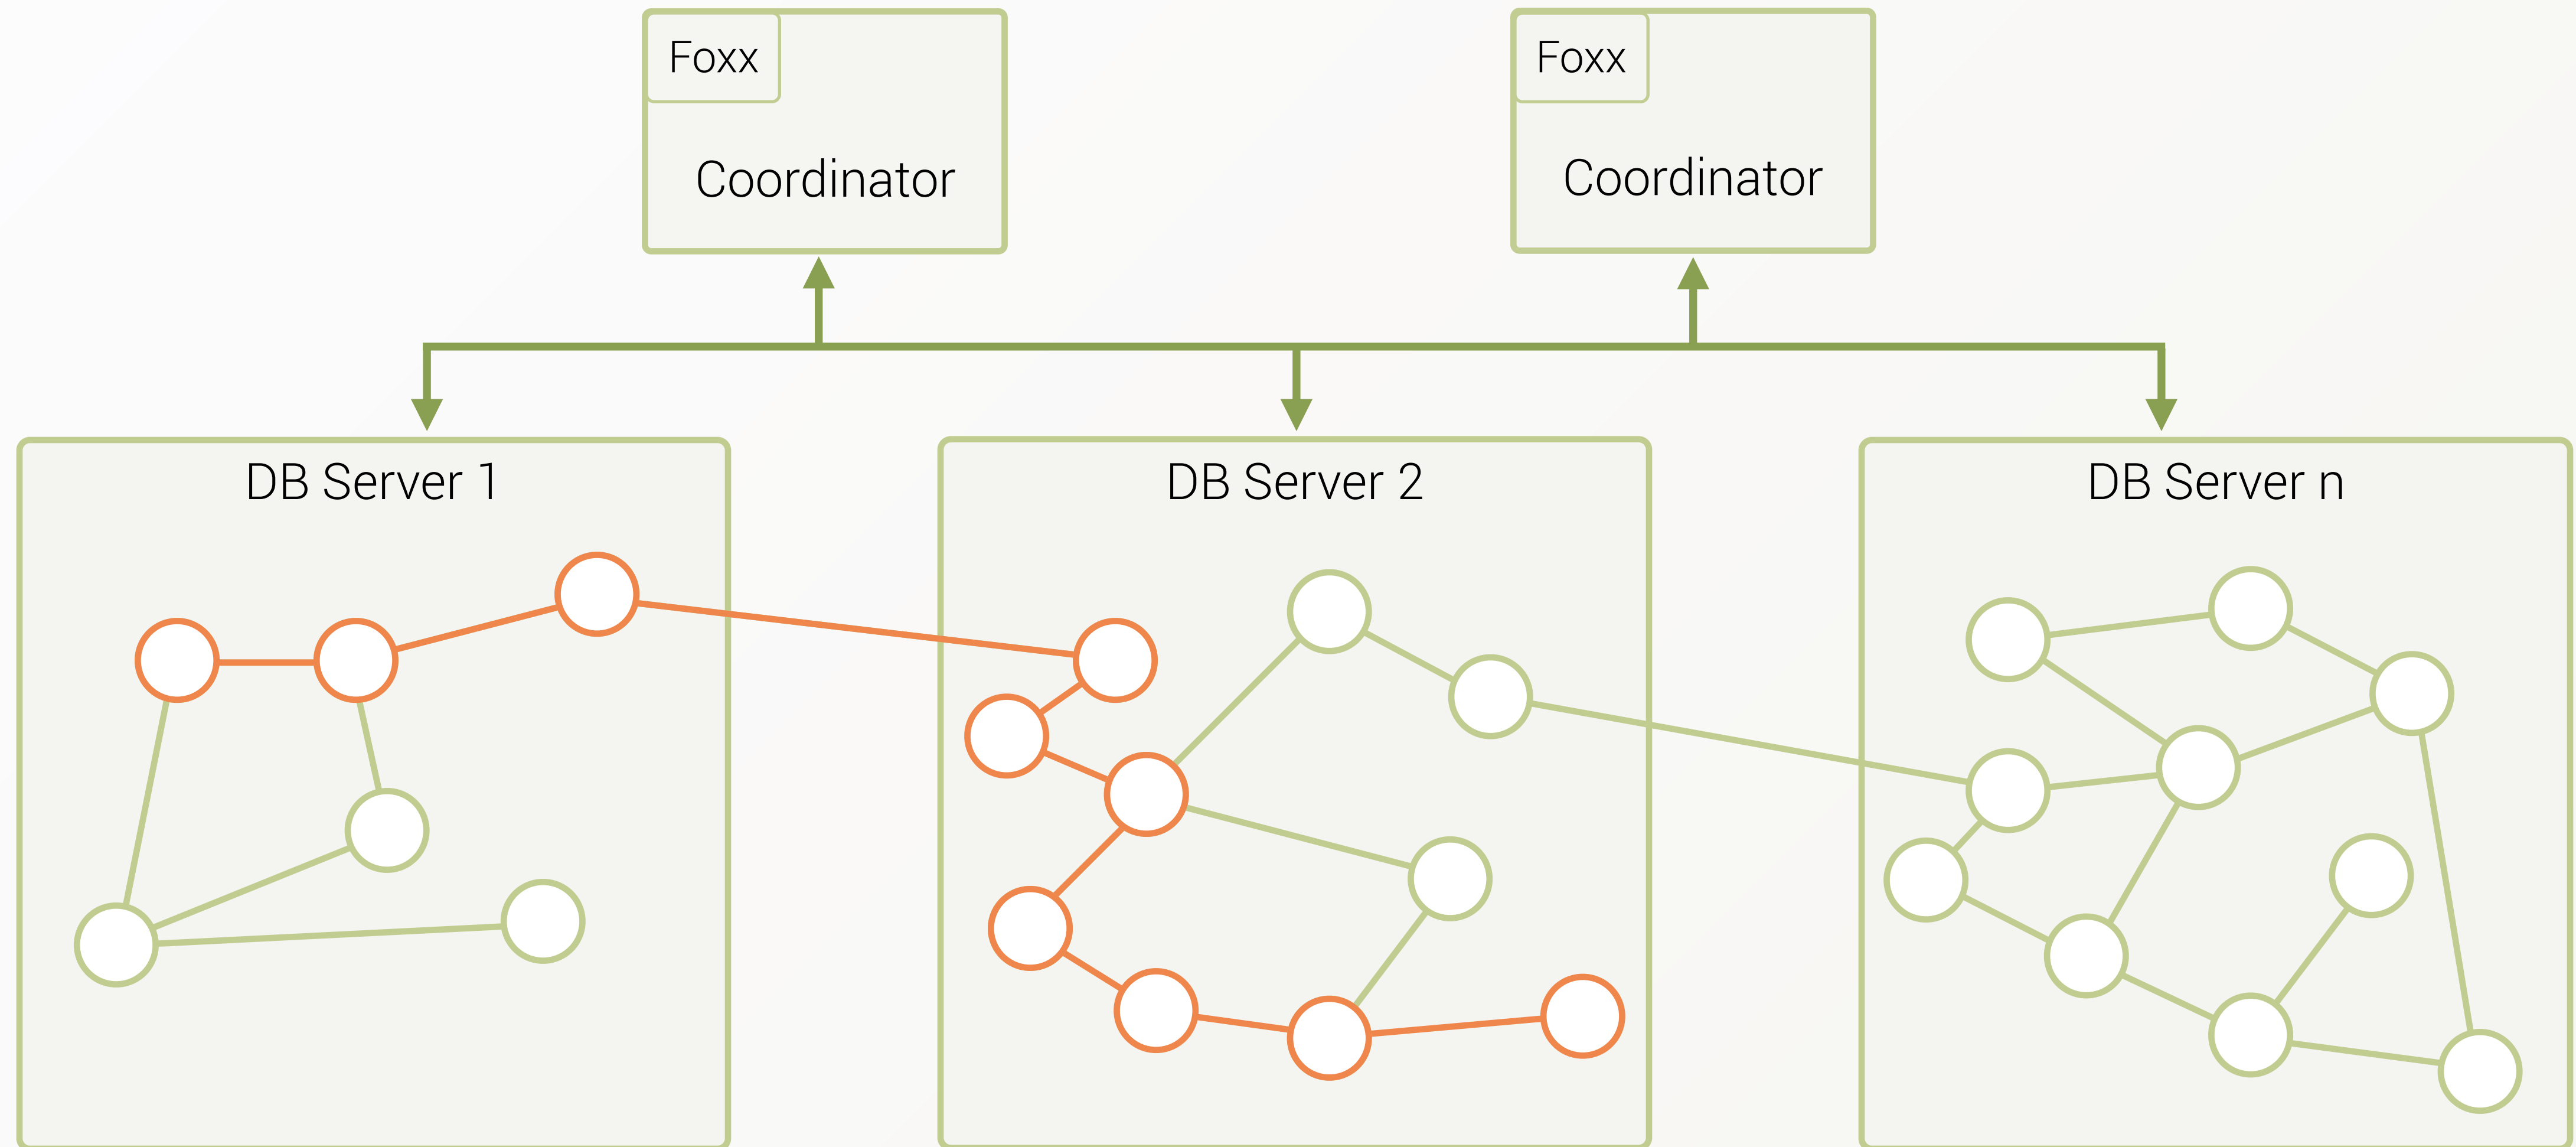 Foxx
Coordinator
Foxx
Coordinator
DB Server 1
DB Server 2
DB Server n